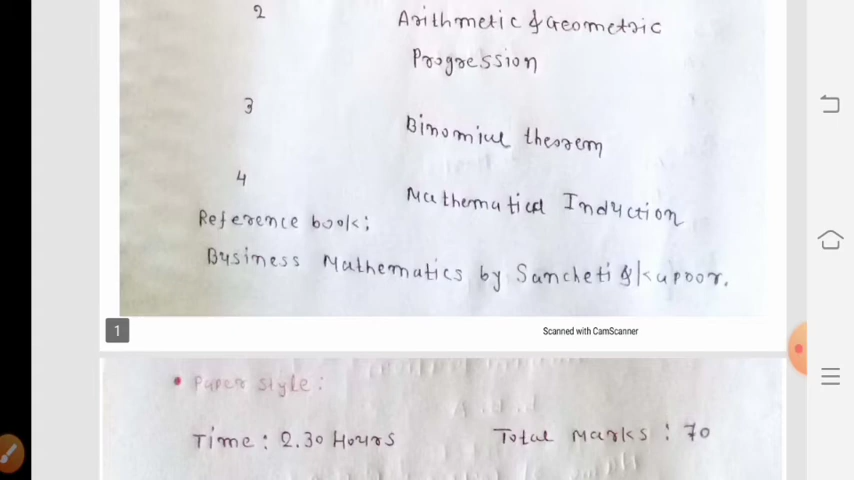 2 Arithmetic & Geometric
Progression
3 Binomial theorem
4 Mathematical Induction
Reference book;
Business Mathematics by Sancheti & Kapoor.
1
Scanned with CamScanner
• Paper style:
Time: 2.30 Hours Total Marks: 70